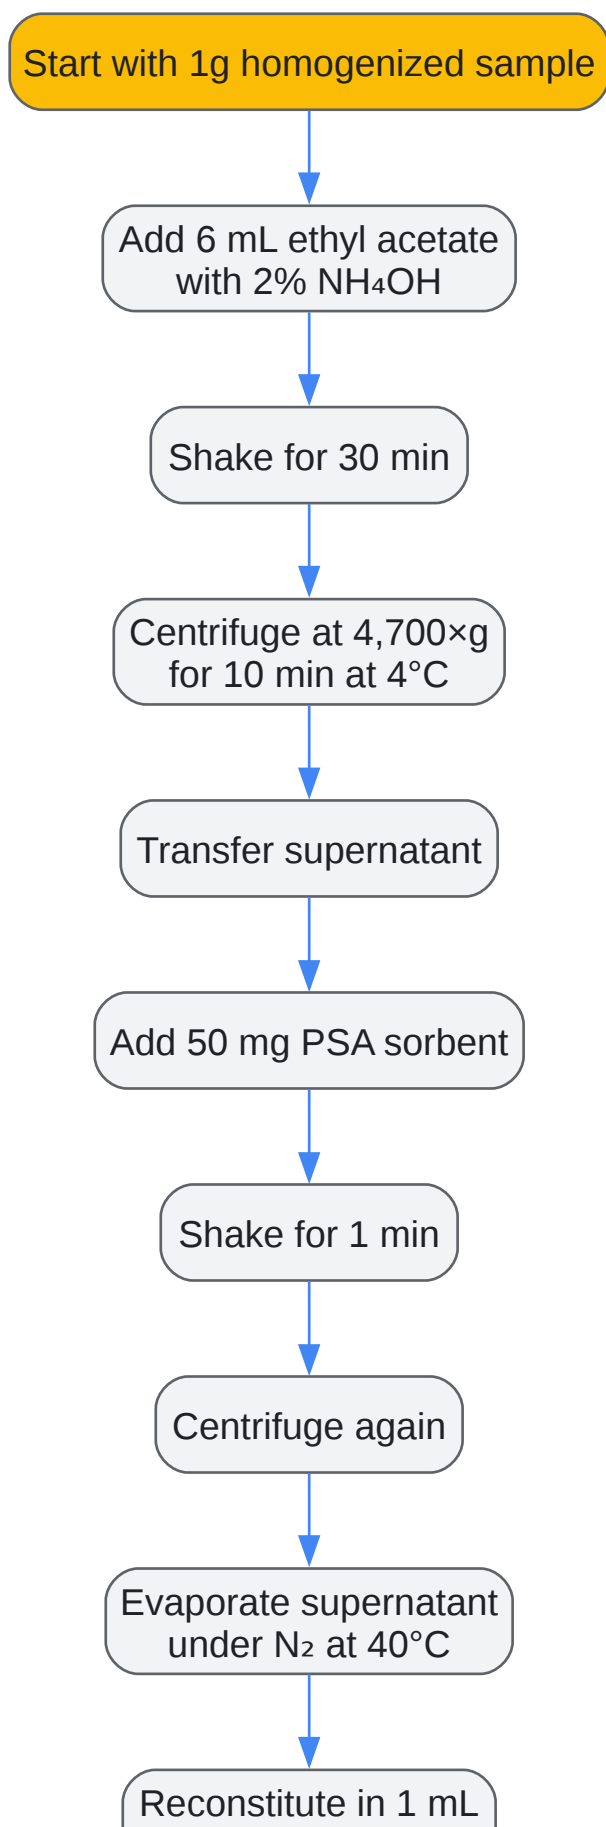 Start with 1g homogenized sample
Add 6 mL ethyl acetate
with 2% NH₄OH
Shake for 30 min
Centrifuge at 4,700×g
for 10 min at 4°C
Transfer supernatant
Add 50 mg PSA sorbent
Shake for 1 min
Centrifuge again
Evaporate supernatant
under N₂ at 40°C
Reconstitute in 1 mL